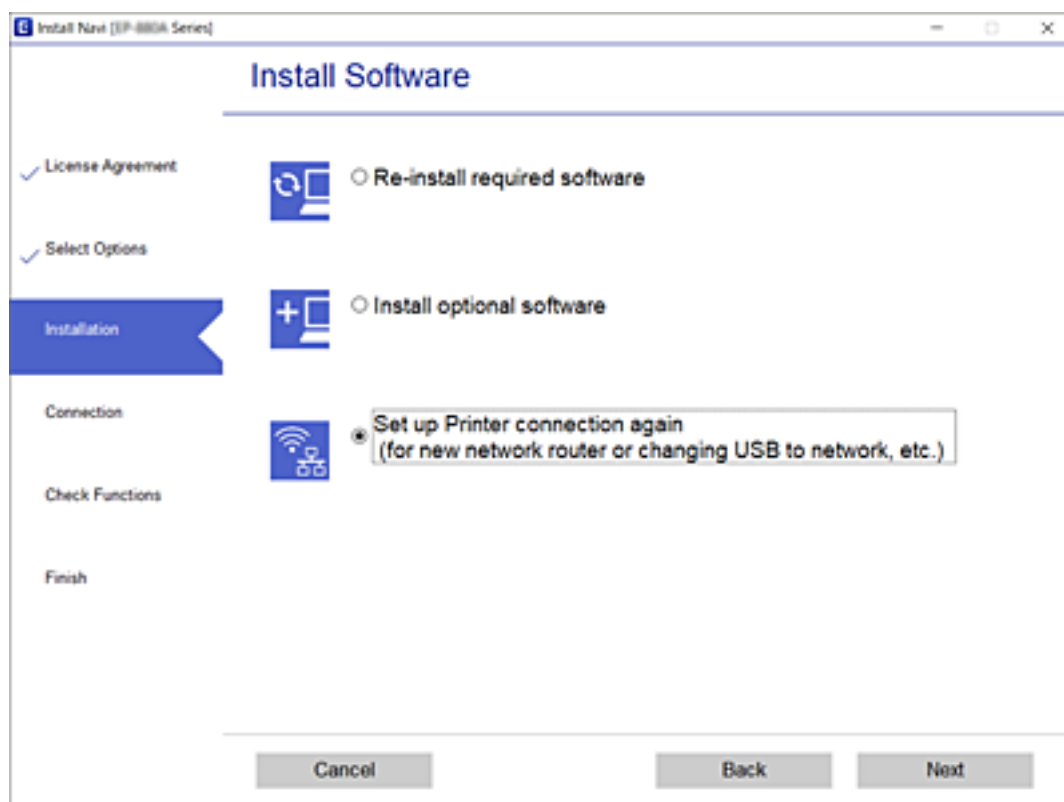 Install Navi [ Series]
Install Software
License Agreement
Select Options
Installation
Connection
Check Functions
Finish
Re-install required software
Install optional software
Set up Printer connection again
(for new network router or changing USB to network, etc.)
Cancel
Back
Next